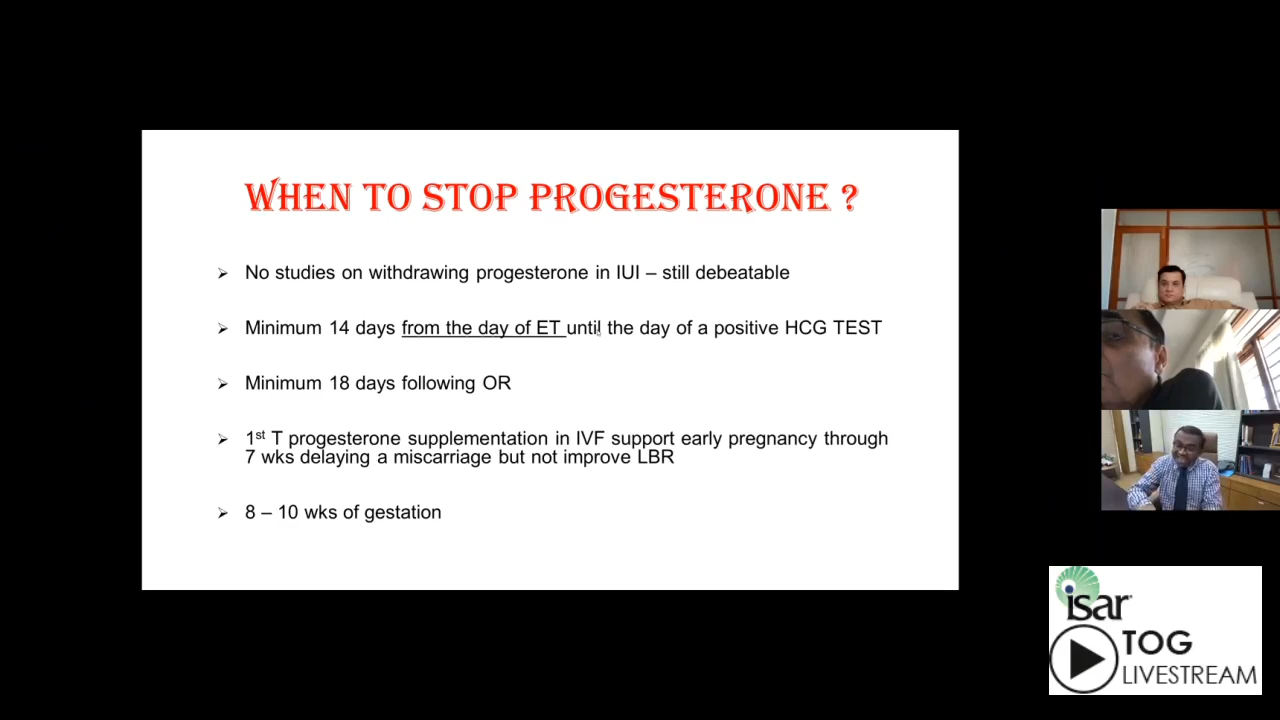 WHEN TO STOP PROGESTERONE ?
No studies on withdrawing progesterone in IUI – still debeatable
Minimum 14 days from the day of ET until the day of a positive HCG TEST
Minimum 18 days following OR
1st T progesterone supplementation in IVF support early pregnancy through
7 wks delaying a miscarriage but not improve LBR
8 – 10 wks of gestation
isar
TOG
LIVESTREAM